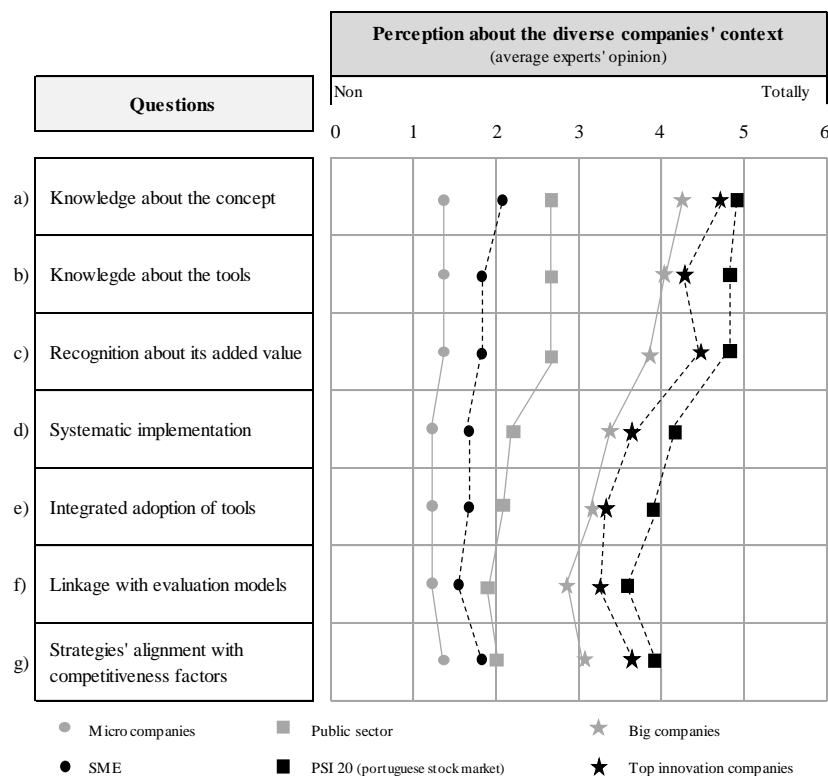 Perception about the diverse companies' context
(average experts' opinion)
Questions
Non
Totally
0 1 2 3 4 5 6
a) Knowledge about the concept
b) Knowlegde about the tools
c) Recognition about its added value
d) Systematic implementation
e) Integrated adoption of tools
f) Linkage with evaluation models
g) Strategies' alignment with
competitiveness factors
Micro companies
Public sector
Big companies
SME
PSI 20 (portuguese stock market)
Top innovation companies